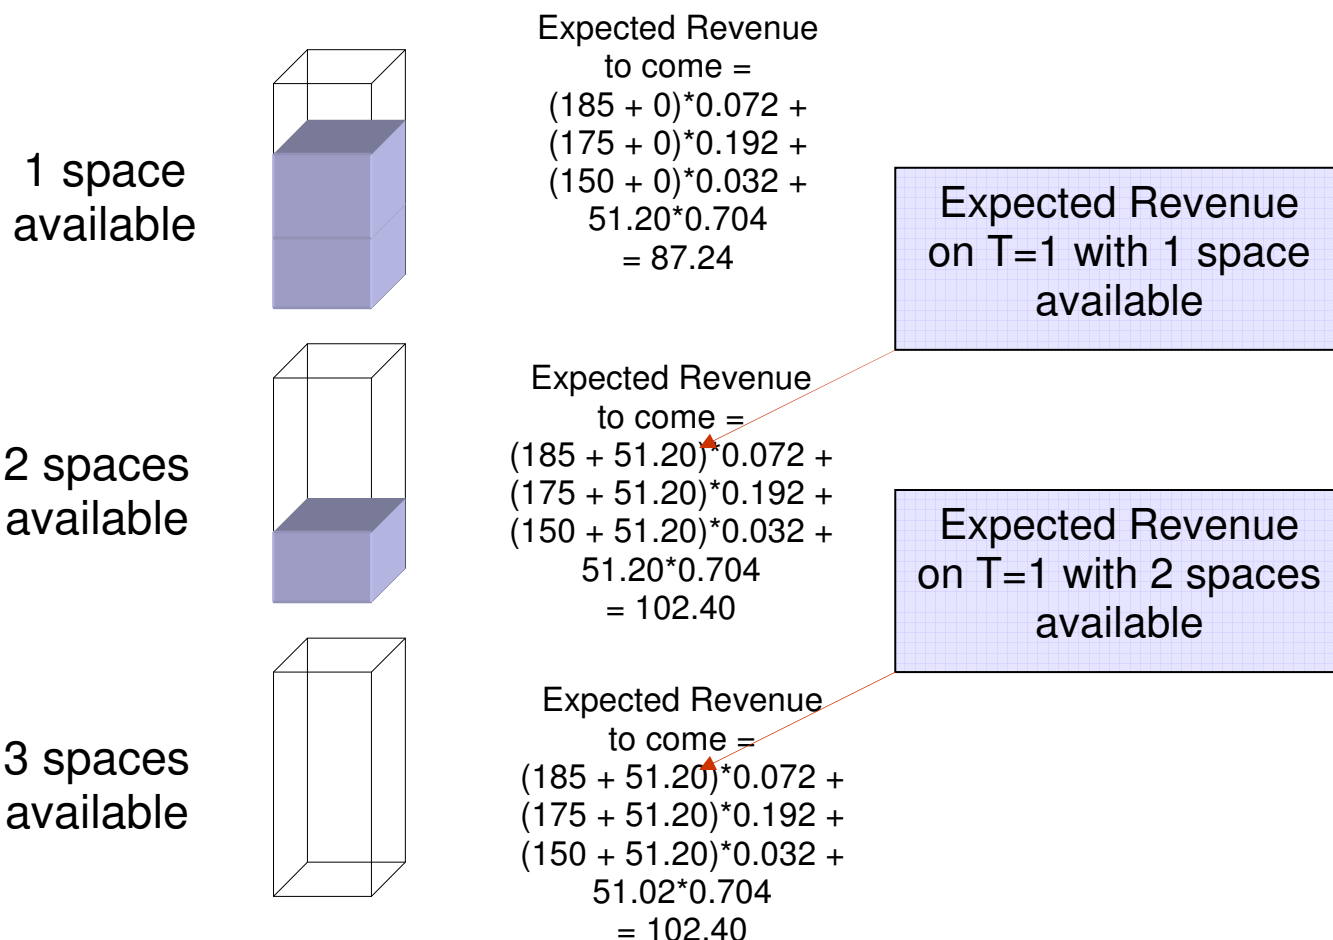 1 space
available
Expected Revenue
to come =
(185 + 0)*0.072 +
(175 + 0)*0.192 +
(150 + 0)*0.032 +
51.20*0.704
= 87.24
Expected Revenue
on T=1 with 1 space
available
2 spaces
available
Expected Revenue
to come =
(185 + 51.20)*0.072 +
(175 + 51.20)*0.192 +
(150 + 51.20)*0.032 +
51.20*0.704
= 102.40
Expected Revenue
on T=1 with 2 spaces
available
3 spaces
available
Expected Revenue
to come =
(185 + 51.20)*0.072 +
(175 + 51.20)*0.192 +
(150 + 51.20)*0.032 +
51.02*0.704
= 102.40